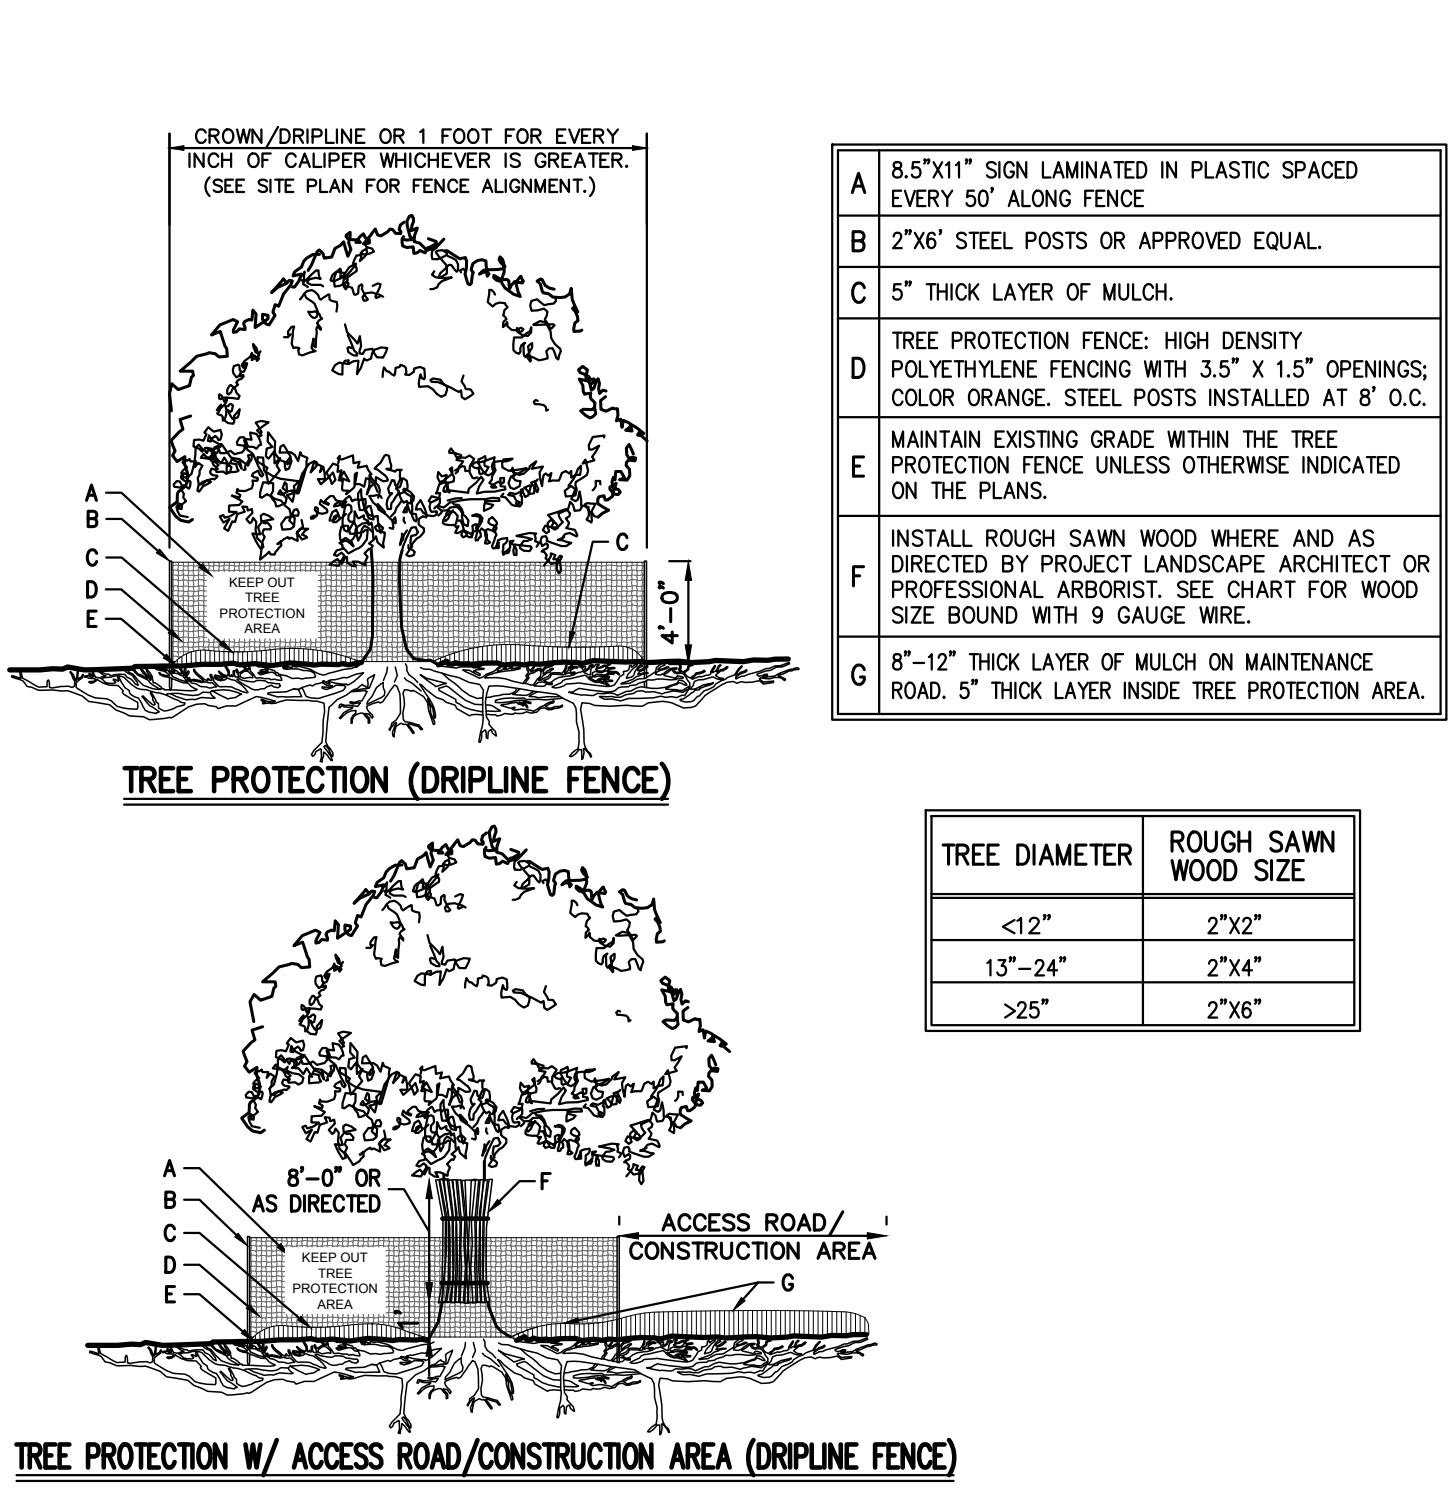 CROWN/DRIPLINE OR 1 FOOT FOR EVERY
INCH OF CALIPER WHICHEVER IS GREATER.
(SEE SITE PLAN FOR FENCE ALIGNMENT.)
A
B
C
D
E
KEEP OUT
TREE
PROTECTION
AREA
C
4'-0"
TREE PROTECTION (DRIPLINE FENCE)
A
8.5"X11" SIGN LAMINATED IN PLASTIC SPACED
EVERY 50' ALONG FENCE
B
2"X6' STEEL POSTS OR APPROVED EQUAL.
C
5" THICK LAYER OF MULCH.
D
TREE PROTECTION FENCE: HIGH DENSITY
POLYETHYLENE FENCING WITH 3.5" X 1.5" OPENINGS;
COLOR ORANGE. STEEL POSTS INSTALLED AT 8' O.C.
E
MAINTAIN EXISTING GRADE WITHIN THE TREE
PROTECTION FENCE UNLESS OTHERWISE INDICATED
ON THE PLANS.
F
INSTALL ROUGH SAWN WOOD WHERE AND AS
DIRECTED BY PROJECT LANDSCAPE ARCHITECT OR
PROFESSIONAL ARBORIST. SEE CHART FOR WOOD
SIZE BOUND WITH 9 GAUGE WIRE.
G
8"-12" THICK LAYER OF MULCH ON MAINTENANCE
ROAD. 5" THICK LAYER INSIDE TREE PROTECTION AREA.
TREE DIAMETER
ROUGH SAWN
WOOD SIZE
<12"
2"X2"
13"-24"
2"X4"
>25"
2"X6"
A
B
C
D
E
8'-0" OR
AS DIRECTED
F
KEEP OUT
TREE
PROTECTION
AREA
1'
ACCESS ROAD/
CONSTRUCTION AREA
G
TREE PROTECTION W/ ACCESS ROAD/CONSTRUCTION AREA (DRIPLINE FENCE)